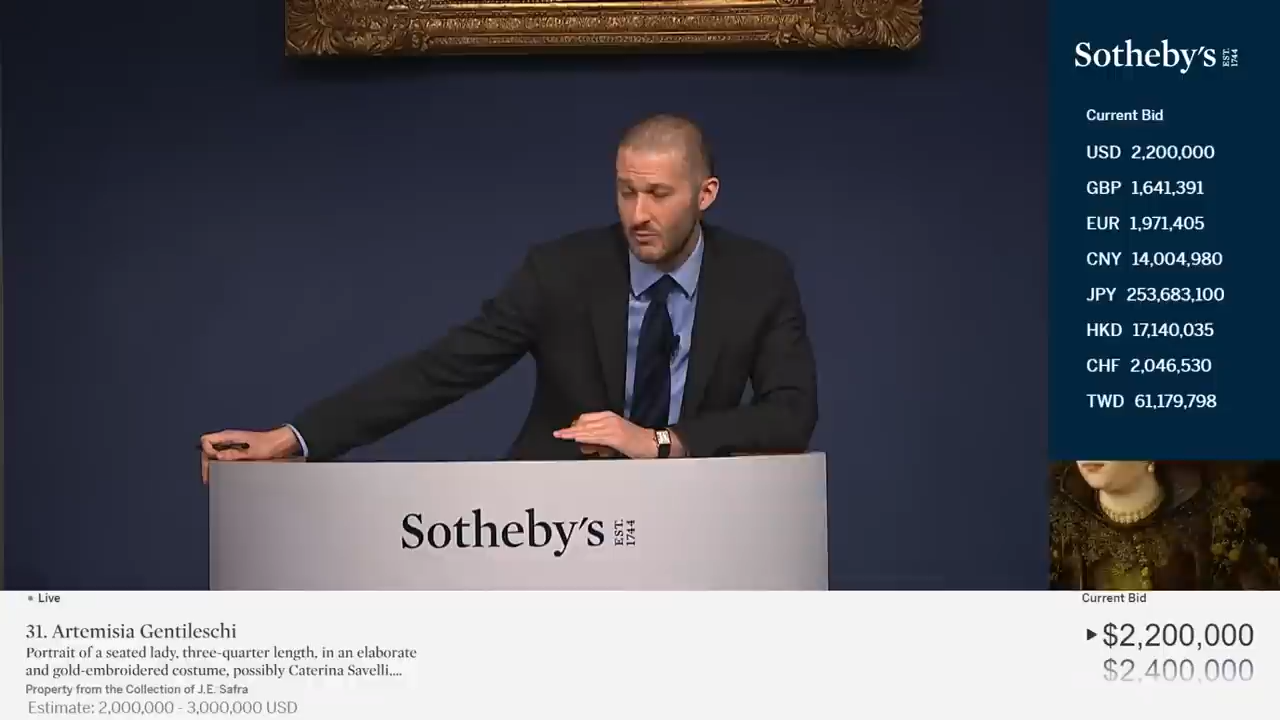 Sotheby's EST. 1744
Current Bid
USD 2,200,000
GBP 1,641,391
EUR 1,971,405
CNY 14,004,980
JPY 253,683,100
HKD 17,140,035
CHF 2,046,530
TWD 61,179,798
Sotheby's EST. 1744
Live
31. Artemisia Gentileschi
Portrait of a seated lady, three-quarter length, in an elaborate
and gold-embroidered costume, possibly Caterina Savelli....
Property from the Collection of J.E. Safra
Estimate: 2,000,000 - 3,000,000 USD
Current Bid
$2,200,000
$2,400,000